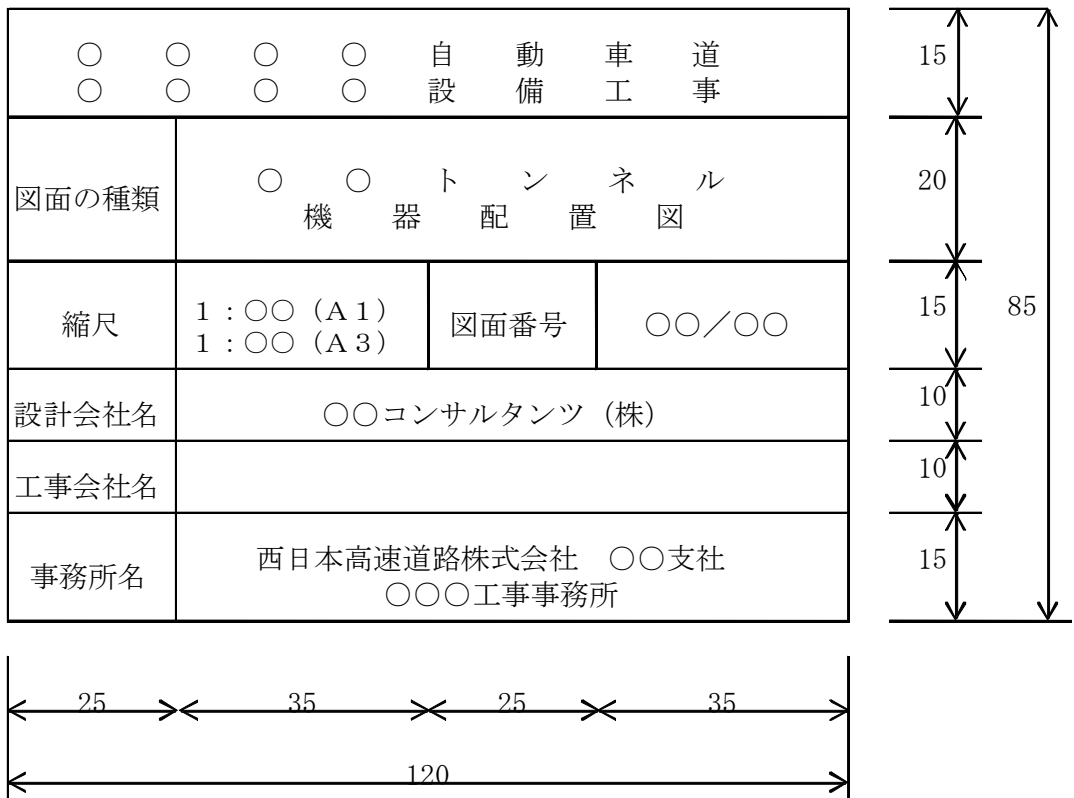 ○ ○ ○ ○ 自 動 車 道
○ ○ ○ ○ 設 備 工 事
図面の種類
○ ○ ト ン ネ ル
機 器 配 置 図
縮尺
1:○○(A1)
1:○○(A3)
図面番号
○○/○○
設計会社名
○○コンサルタンツ(株)
工事会社名
事務所名
西日本高速道路株式会社 ○○支社
○○○工事事務所
15
20
15
85
10
10
15
25 35 25 35
120